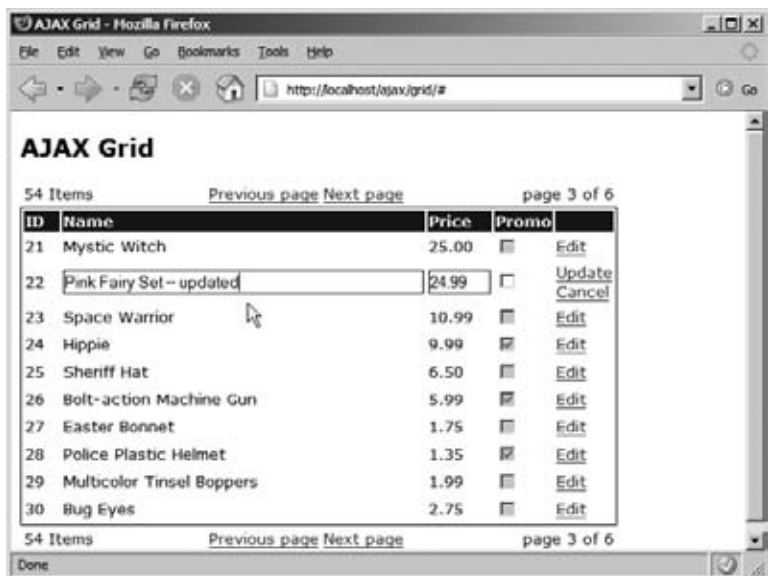 AJAX Grid - Mozilla Firefox
File Edit View Go Bookmarks Tools Help
http://localhost/ajax/grid/# Go
AJAX Grid
54 Items Previous page Next page page 3 of 6
ID Name Price Promo
21 Mystic Witch 25.00 Edit
22 Pink Fairy Set -- updated 24.99 Update
Cancel
23 Space Warrior 10.99 Edit
24 Hippie 9.99 Edit
25 Sheriff Hat 6.50 Edit
26 Bolt-action Machine Gun 5.99 Edit
27 Easter Bonnet 1.75 Edit
28 Police Plastic Helmet 1.35 Edit
29 Multicolor Tinsel Boppers 1.99 Edit
30 Bug Eyes 2.75 Edit
54 Items Previous page Next page page 3 of 6
Done